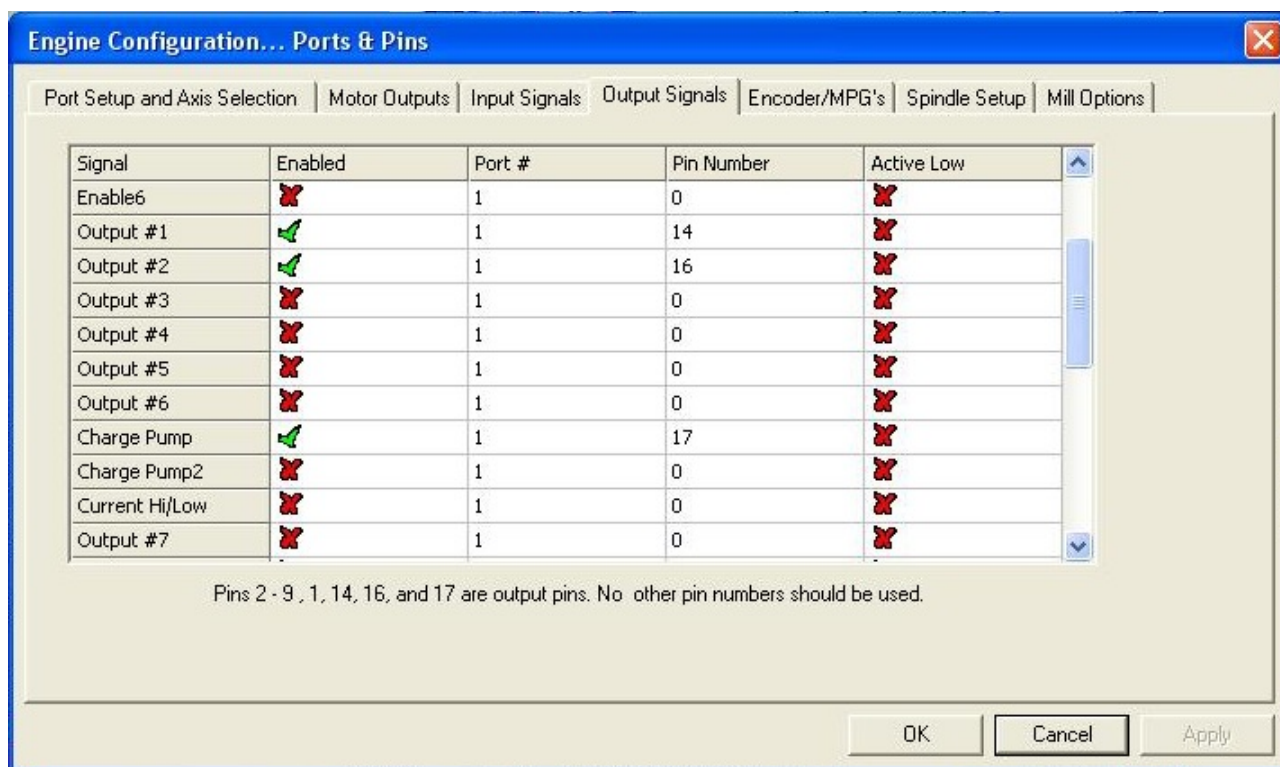 Engine Configuration... Ports & Pins
Port Setup and Axis Selection Motor Outputs Input Signals Output Signals Encoder/MPG's Spindle Setup Mill Options
Signal Enabled Port # Pin Number Active Low
Enable6 1 0
Output #1 1 14
Output #2 1 16
Output #3 1 0
Output #4 1 0
Output #5 1 0
Output #6 1 0
Charge Pump 1 17
Charge Pump2 1 0
Current Hi/Low 1 0
Output #7 1 0
Pins 2 - 9 , 1, 14, 16, and 17 are output pins. No other pin numbers should be used.
OK Cancel Apply